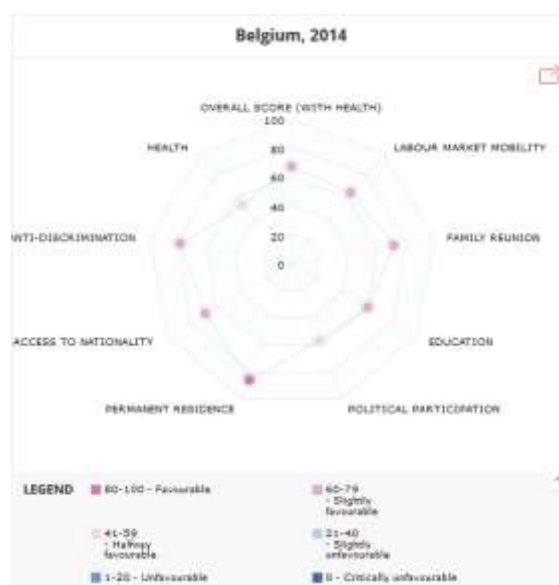 Belgium, 2014
OVERALL SCORE (WITH HEALTH)
100
HEALTH
LABOUR MARKET MOBILITY
80
60
40
ANTI-DISCRIMINATION
FAMILY REUNION
20
0
ACCESS TO NATIONALITY
EDUCATION
PERMANENT RESIDENCE
POLITICAL PARTICIPATION
LEGEND
80-100 - Favourable
60-79
- Slightly
favourable
41-59
- Halfway
favourable
21-40
- Slightly
unfavourable
1-20 - Unfavourable
0 - Critically unfavourable